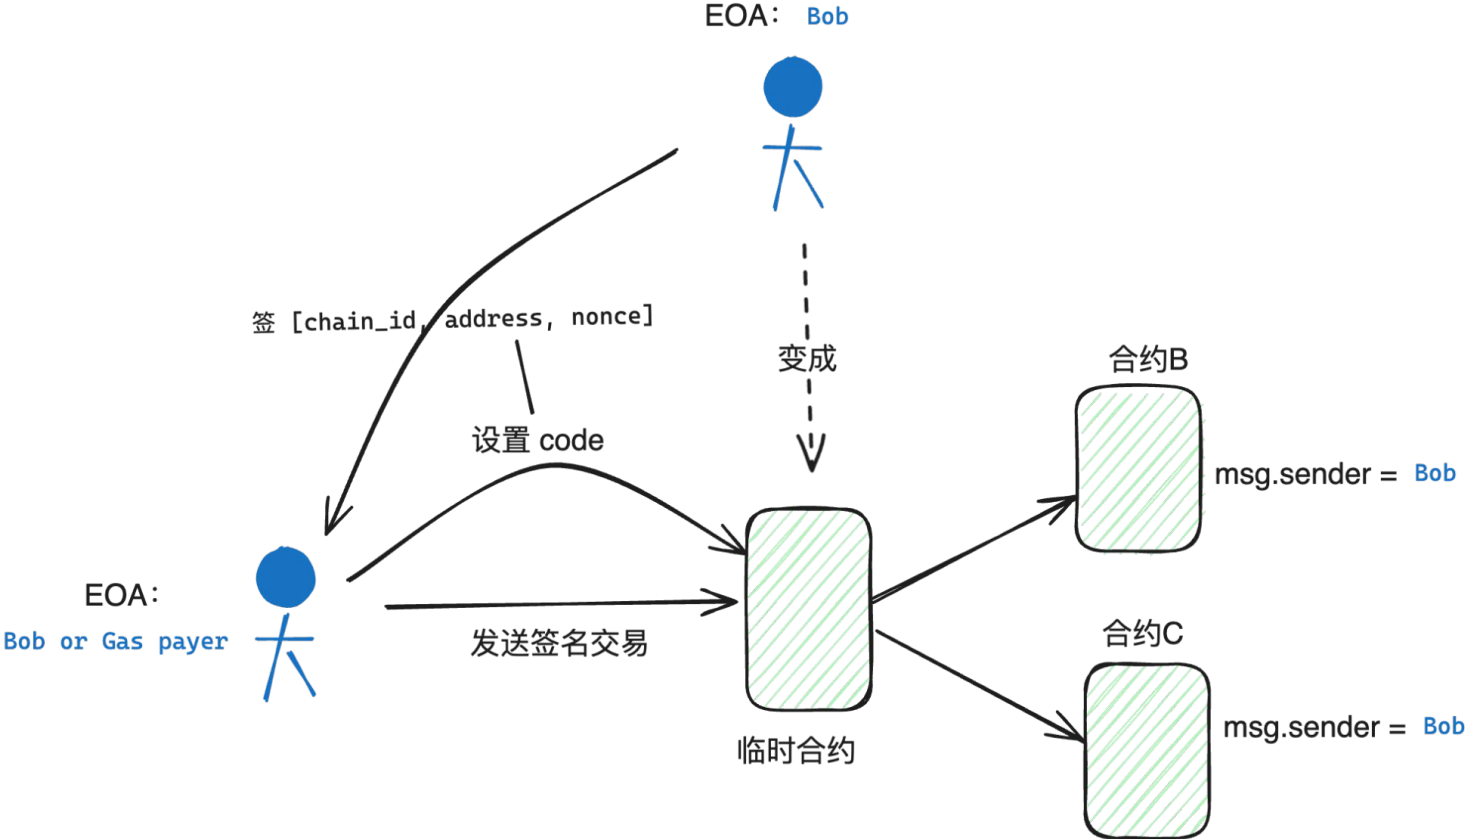 EOA: Bob
签 [chain_id, address, nonce]
变成
合约B
设置 code
msg.sender = Bob
EOA:
Bob or Gas payer
发送签名交易
合约C
msg.sender = Bob
临时合约